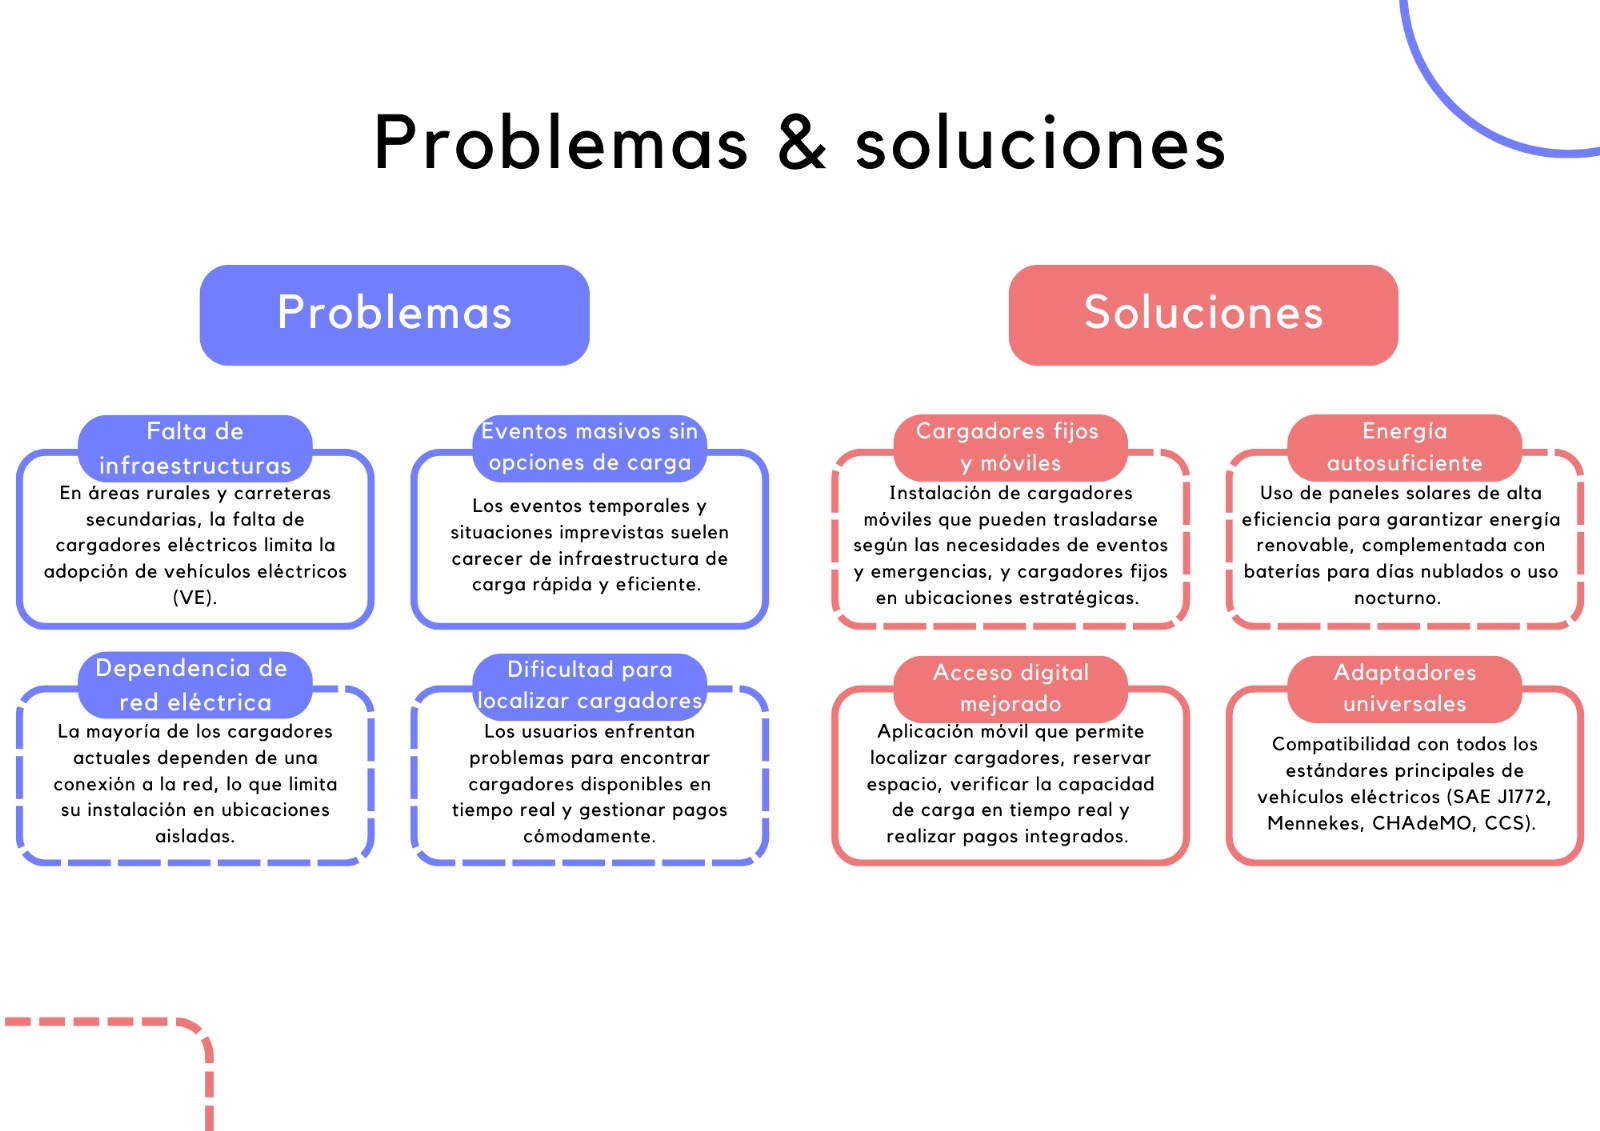 Problemas & soluciones
Problemas
Falta de
infraestructuras
En áreas rurales y carreteras
secundarias, la falta de
cargadores eléctricos limita la
adopción de vehículos eléctricos
(VE).
Eventos masivos sin
opciones de carga
Los eventos temporales y
situaciones imprevistas suelen
carecer de infraestructura de
carga rápida y eficiente.
Dependencia de
red eléctrica
La mayoría de los cargadores
actuales dependen de una
conexión a la red, lo que limita
su instalación en ubicaciones
aisladas.
Dificultad para
localizar cargadores
Los usuarios enfrentan
problemas para encontrar
cargadores disponibles en
tiempo real y gestionar pagos
cómodamente.
Soluciones
Cargadores fijos
y móviles
Instalación de cargadores
móviles que pueden trasladarse
según las necesidades de eventos
y emergencias, y cargadores fijos
en ubicaciones estratégicas.
Energía
autosuficiente
Uso de paneles solares de alta
eficiencia para garantizar energía
renovable, complementada con
baterías para días nublados o uso
nocturno.
Acceso digital
mejorado
Aplicación móvil que permite
localizar cargadores, reservar
espacio, verificar la capacidad
de carga en tiempo real y
realizar pagos integrados.
Adaptadores
universales
Compatibilidad con todos los
estándares principales de
vehículos eléctricos (SAE J1772,
Mennekes, CHAdeMO, CCS).